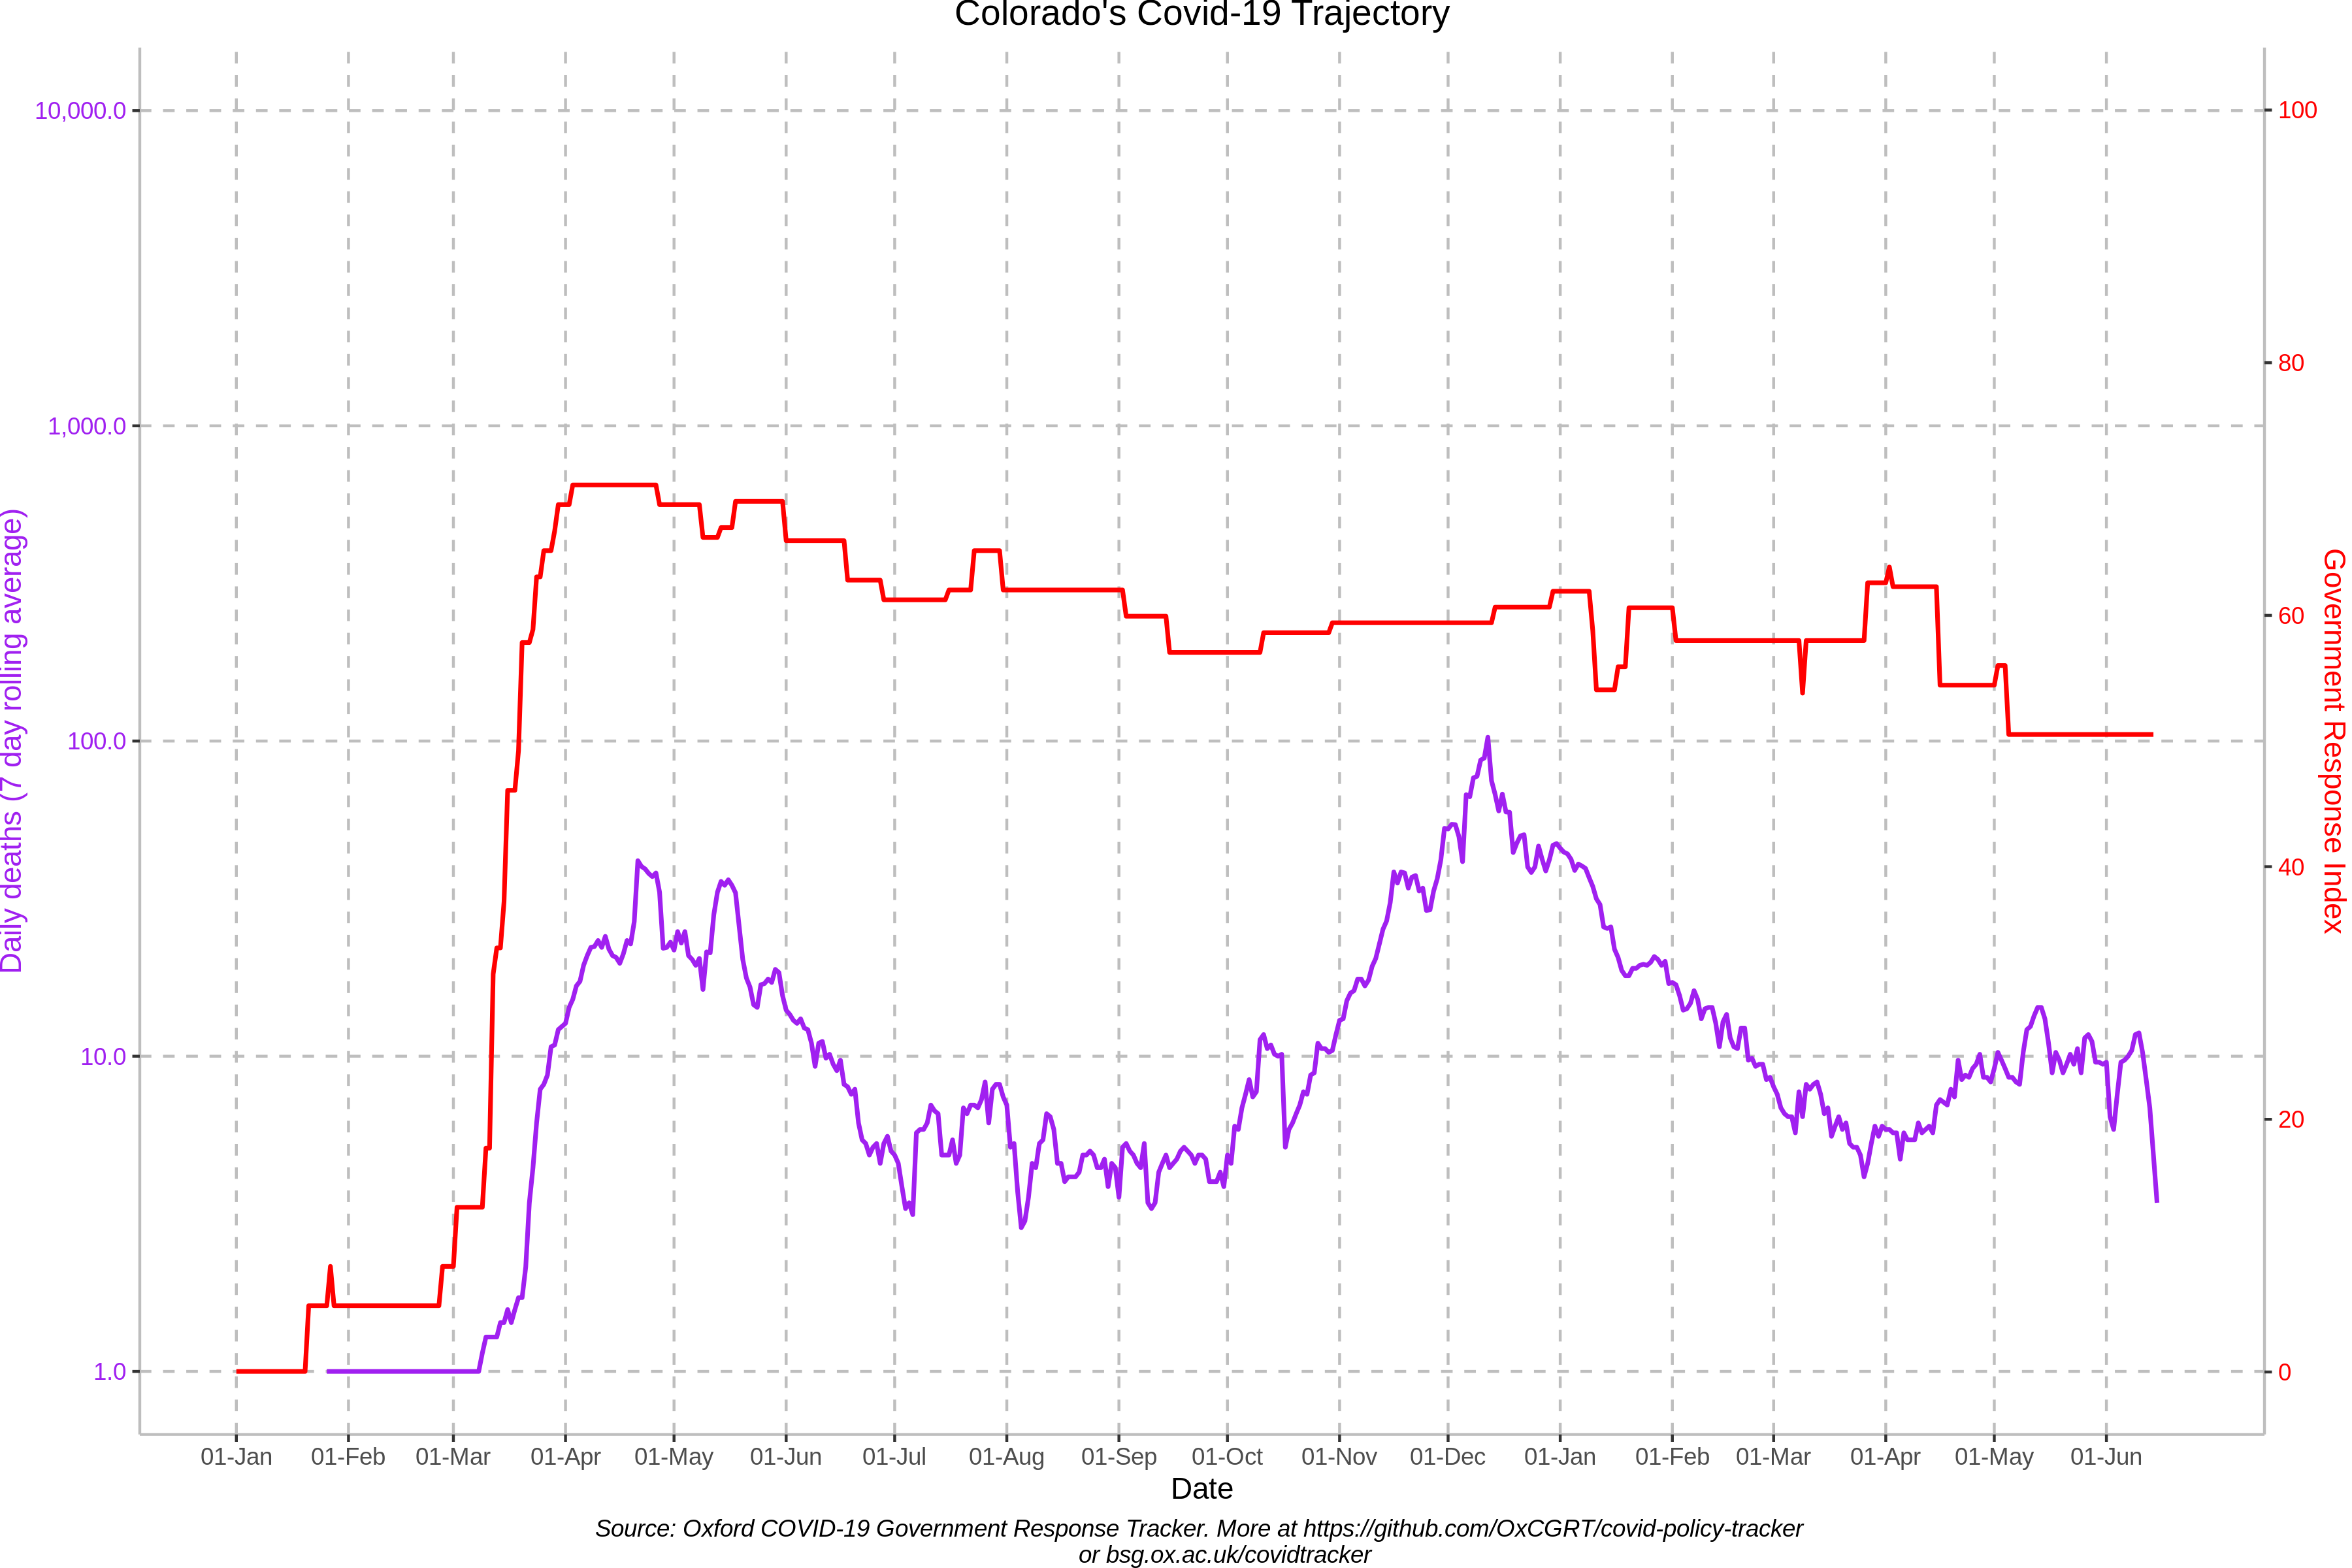 Colorado's Covid-19 Trajectory
10,000.0
1,000.0
100.0
10.0
1.0
Daily deaths (7 day rolling average)
100
80
60
40
20
0
Government Response Index
01-Jan 01-Feb 01-Mar 01-Apr 01-May 01-Jun 01-Jul 01-Aug 01-Sep 01-Oct 01-Nov 01-Dec 01-Jan 01-Feb 01-Mar 01-Apr 01-May 01-Jun
Date
Source: Oxford COVID-19 Government Response Tracker. More at https://github.com/OxCGRT/covid-policy-tracker
or bsg.ox.ac.uk/covidtracker